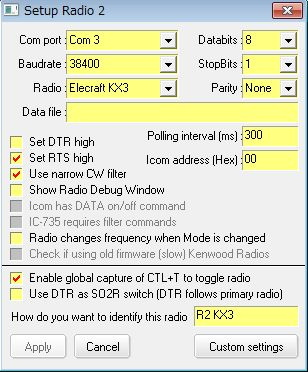 Setup Radio 2
Com port : Com 3 Databits : 8
Baudrate : 38400 StopBits : 1
Radio : Elecraft KX3 Parity : None
Data file :
Set DTR high Polling interval (ms) : 300
Set RTS high Icom address (Hex) : 00
Use narrow CW filter
Show Radio Debug Window
Icom has DATA on/off command
IC-735 requires filter commands
Radio changes frequency when Mode is changed
Check if using old firmware (slow) Kenwood Radios
Enable global capture of CTL+T to toggle radio
Use DTR as SO2R switch (DTR follows primary radio)
How do you want to identify this radio R2 KX3
Apply Cancel Custom settings